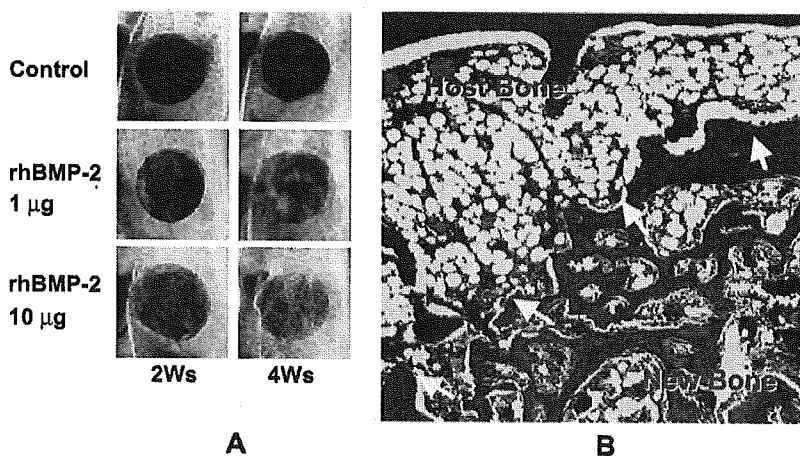 Control
rhBMP-2
1 µg
rhBMP-2
10 µg
2Ws
4Ws
A
Host Bone
New Bone
B